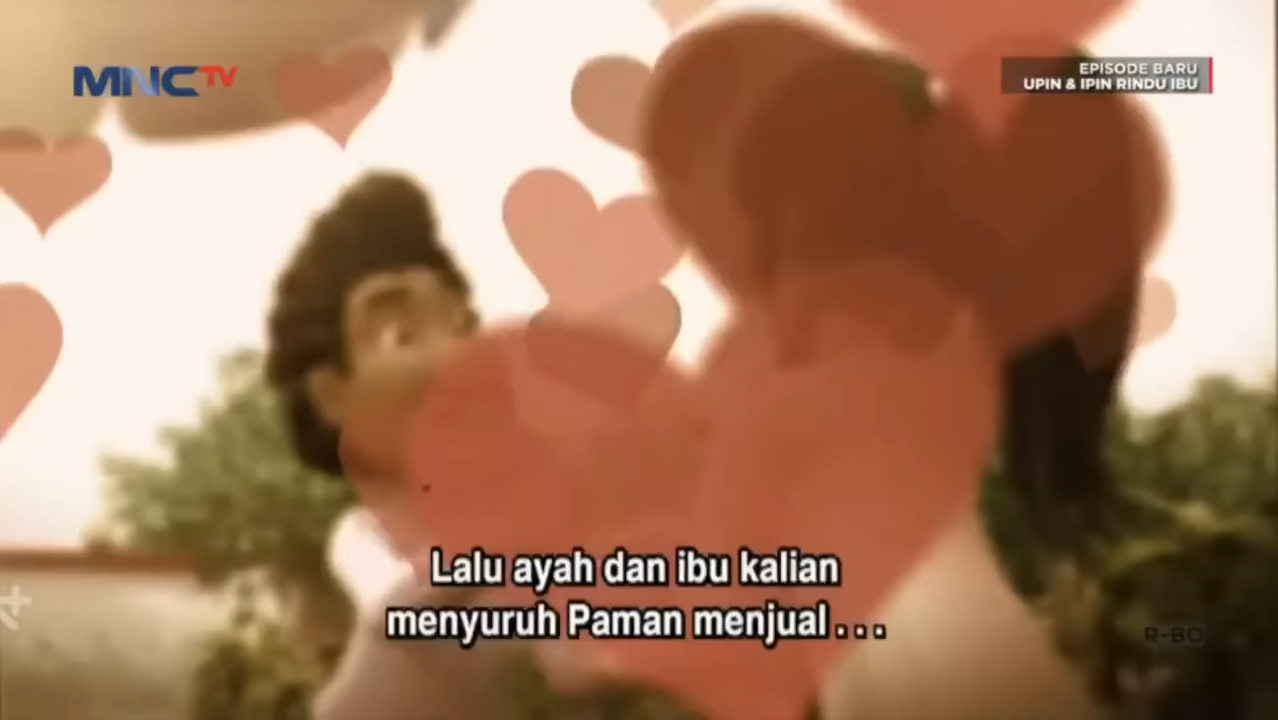 MNCTV
EPISODE BARU
UPIN & IPIN RINDU IBU
Lalu ayah dan ibu kalian
menyuruh Paman menjual . . .
R-BO